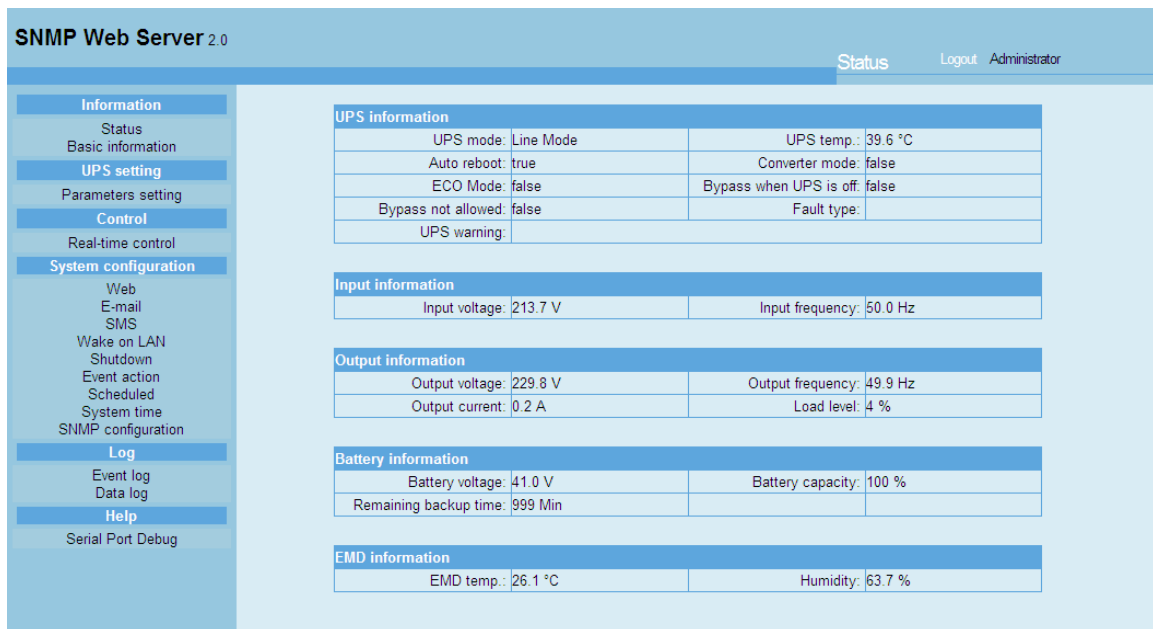 SNMP Web Server 2.0
Status Logout Administrator
Information
Status
Basic information
UPS setting
Parameters setting
Control
Real-time control
System configuration
Web
E-mail
SMS
Wake on LAN
Shutdown
Event action
Scheduled
System time
SNMP configuration
Log
Event log
Data log
Help
Serial Port Debug
UPS information
UPS mode: Line Mode UPS temp.: 39.6 °C
Auto reboot: true Converter mode: false
ECO Mode: false Bypass when UPS is off: false
Bypass not allowed: false Fault type:
UPS warning:
Input information
Input voltage: 213.7 V Input frequency: 50.0 Hz
Output information
Output voltage: 229.8 V Output frequency: 49.9 Hz
Output current: 0.2 A Load level: 4 %
Battery information
Battery voltage: 41.0 V Battery capacity: 100 %
Remaining backup time: 999 Min
EMD information
EMD temp.: 26.1 °C Humidity: 63.7 %